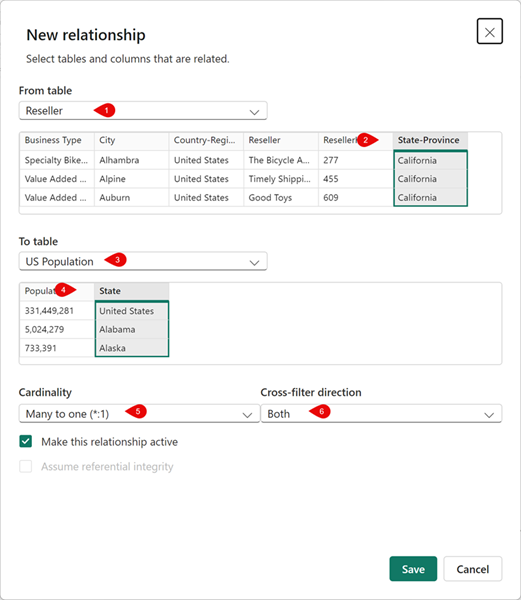 New relationship
Select tables and columns that are related.
From table
Reseller 1
Business Type City Country-Regi... Reseller Resellerl 2 State-Province
Specialty Bike... Alhambra United States The Bicycle A... 277 California
Value Added ... Alpine United States Timely Shippi... 455 California
Value Added ... Auburn United States Good Toys 609 California
To table
US Population 3
Populat 4 State
331,449,281 United States
5,024,279 Alabama
733,391 Alaska
Cardinality Cross-filter direction
Many to one (*:1) 5 Both 6
Make this relationship active
Assume referential integrity
Save Cancel